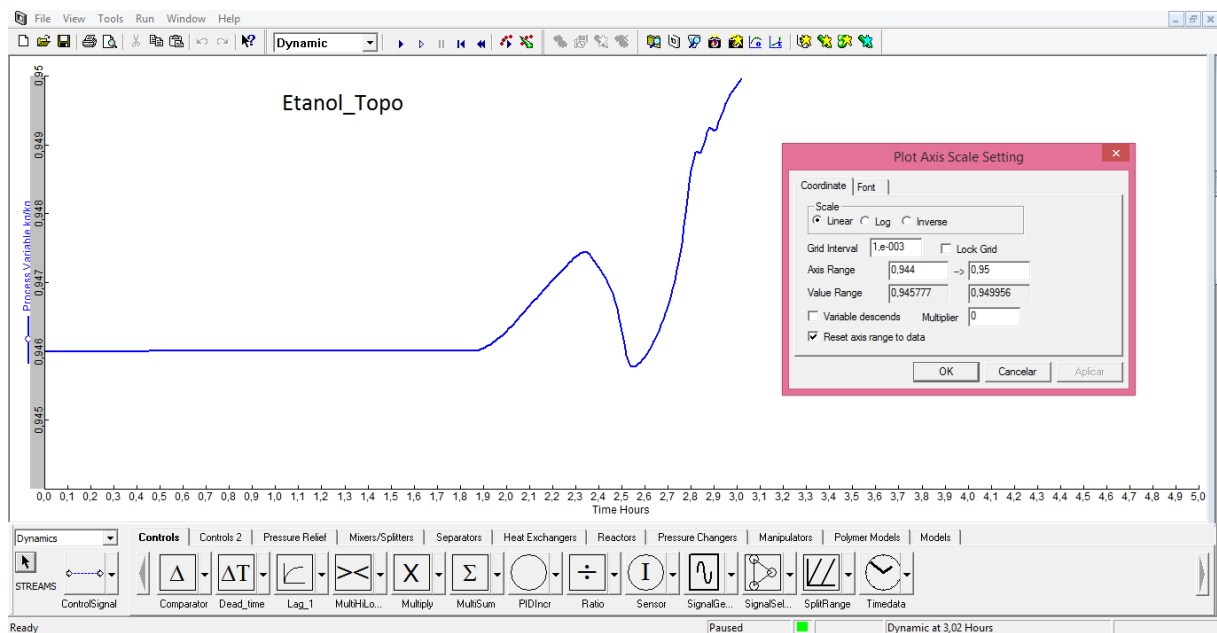 File View Tools Run Window Help
Dynamic
Etanol_Topo
Process Variable kg/kg
0,95
0,949
0,948
0,947
0,946
0,945
0,0 0,1 0,2 0,3 0,4 0,5 0,6 0,7 0,8 0,9 1,0 1,1 1,2 1,3 1,4 1,5 1,6 1,7 1,8 1,9 2,0 2,1 2,2 2,3 2,4 2,5 2,6 2,7 2,8 2,9 3,0 3,1 3,2 3,3 3,4 3,5 3,6 3,7 3,8 3,9 4,0 4,1 4,2 4,3 4,4 4,5 4,6 4,7 4,8 4,9 5,0
Time Hours
Plot Axis Scale Setting
Coordinate Font
Scale
Linear Log Inverse
Grid Interval 1,e-003 Lock Grid
Axis Range 0,944 --> 0,95
Value Range 0,945777 0,949956
Variable descends Multiplier 0
Reset axis range to data
OK Cancelar Aplicar
Dynamics Controls Controls 2 Pressure Relief Mixers/Splitters Separators Heat Exchangers Reactors Pressure Changers Manipulators Polymer Models Models
Δ ΔT >< X Σ ÷ I
STREAMS
ControlSignal Comparator Dead_time Lag_1 MultiHiLo... Multiply MultiSum PIDIncr Ratio Sensor SignalGe... SignalSel... SplitRange Timedata
Ready Paused Dynamic at 3,02 Hours